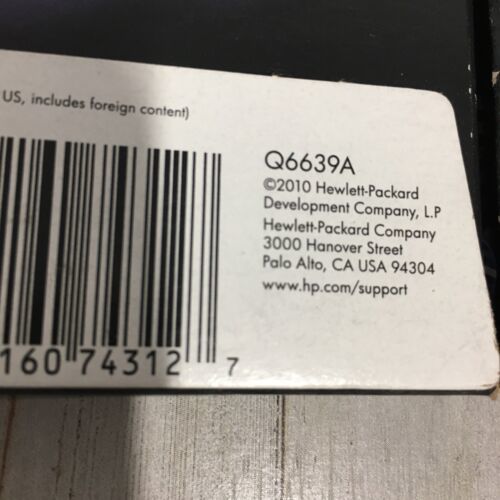 US, includes foreign content)
Q6639A
©2010 Hewlett-Packard
Development Company, L.P
Hewlett-Packard Company
3000 Hanover Street
Palo Alto, CA USA 94304
www.hp.com/support
160 74312 7